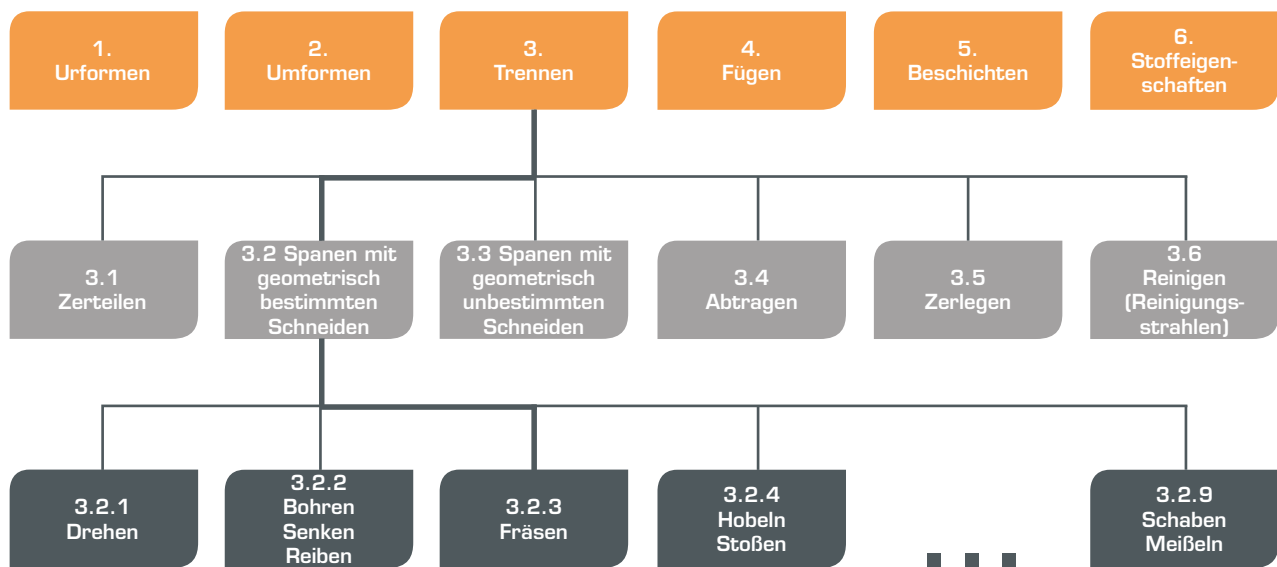 1.
Urformen
2.
Umformen
3.
Trennen
4.
Fügen
5.
Beschichten
6.
Stoffeigen-
schaften
3.1
Zerteilen
3.2 Spanen mit
geometrisch
bestimmten
Schneiden
3.3 Spanen mit
geometrisch
unbestimmten
Schneiden
3.4
Abtragen
3.5
Zerlegen
3.6
Reinigen
(Reinigungs-
strahlen)
3.2.1
Drehen
3.2.2
Bohren
Senken
Reiben
3.2.3
Fräsen
3.2.4
Hobeln
Stoßen
...
3.2.9
Schaben
Meißeln